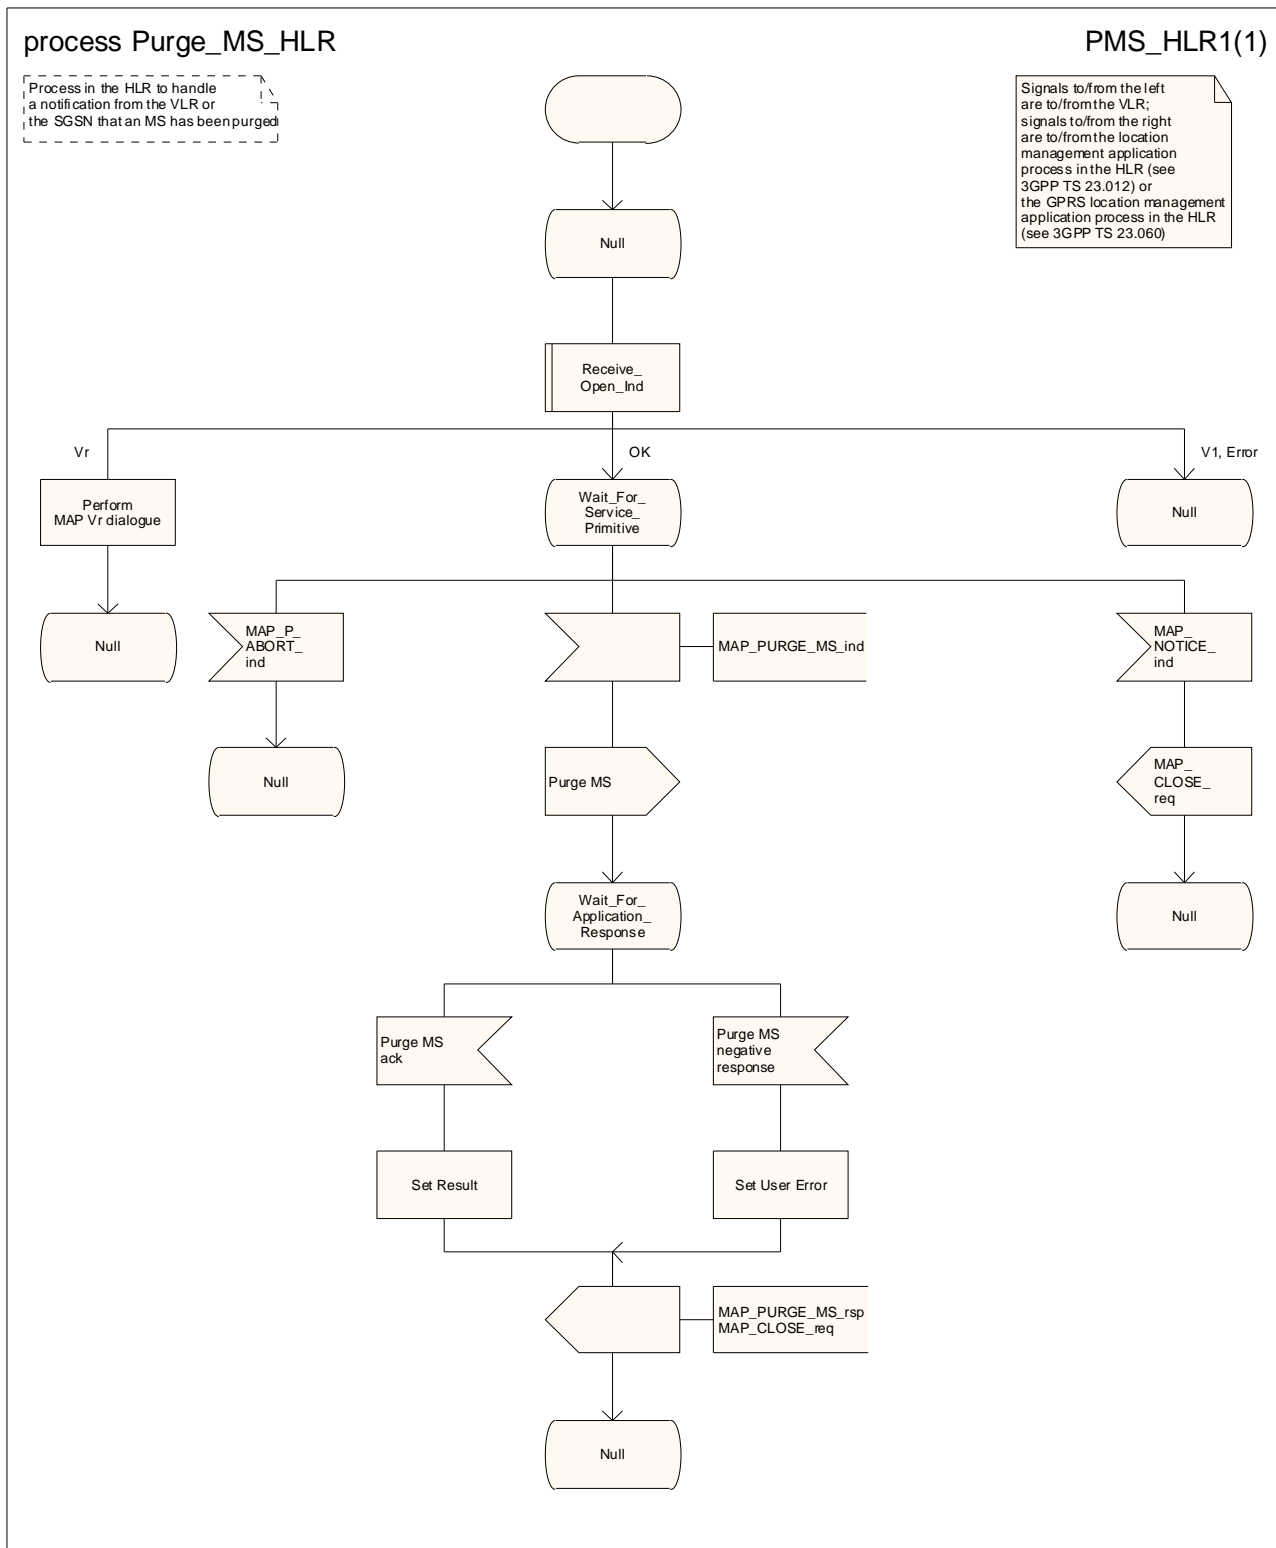 process Purge_MS_HLR
PMS_HLR1(1)
Process in the HLR to handle
a notification from the VLR or
the SGSN that an MS has been purged
Signals to/from the left
are to/from the VLR;
signals to/from the right
are to/from the location
management application
process in the HLR (see
3GPP TS 23.012) or
the GPRS location management
application process in the HLR
(see 3GPP TS 23.060)
Null
Receive_
Open_Ind
Vr
OK
V1, Error
Perform
MAP Vr dialogue
Wait_For_
Service_
Primitive
Null
Null
MAP_P_
ABORT_
ind
MAP_PURGE_MS_ind
MAP_
NOTICE_
ind
Null
Purge MS
MAP_
CLOSE_
req
Wait_For_
Application_
Response
Null
Purge MS
ack
Purge MS
negative
response
Set Result
Set User Error
MAP_PURGE_MS_rsp
MAP_CLOSE_req
Null